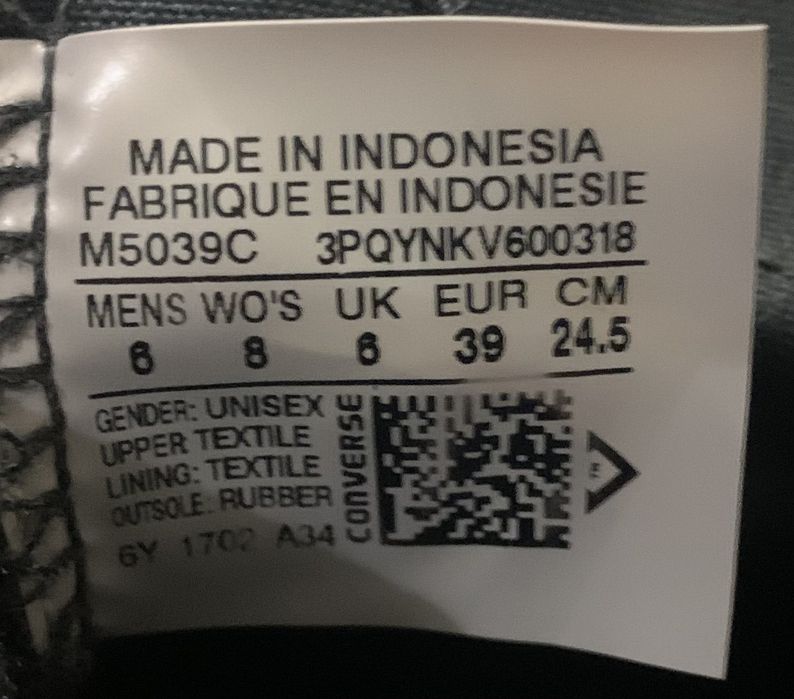 MADE IN INDONESIA
FABRIQUE EN INDONESIE
M5039C 3PQYNKV600318
MENS WO'S UK EUR CM
6 8 6 39 24.5
GENDER: UNISEX
UPPER TEXTILE
LINING: TEXTILE
OUTSOLE: RUBBER
6Y 1702 A34
CONVERSE